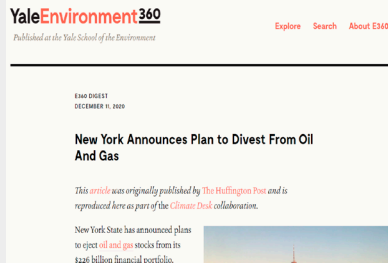 YaleEnvironment360
Explore Search About E360
Published at the Yale School of the Environment
E360 DIGEST
DECEMBER 11, 2020
New York Announces Plan to Divest From Oil
And Gas
This article was originally published by The Huffington Post and is
reproduced here as part of the Climate Desk collaboration.
New York State has announced plans
to eject oil and gas stocks from its
$226 billion financial portfolio,